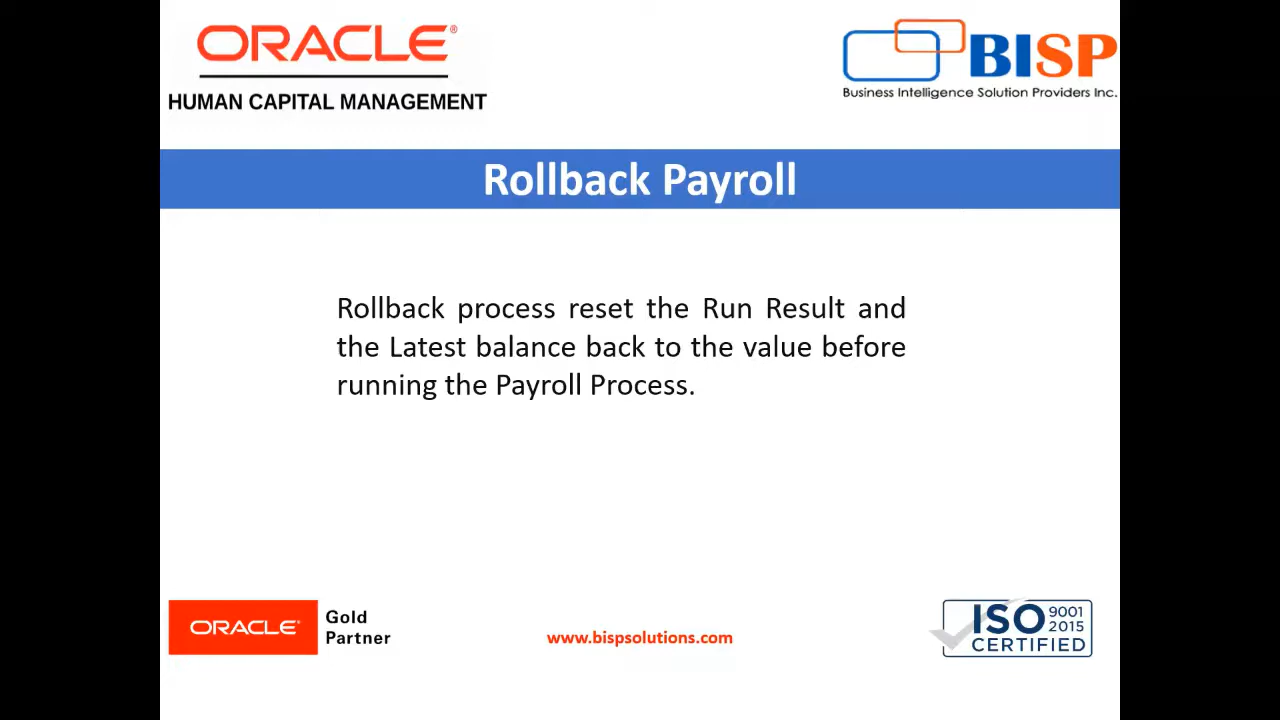 ORACLE®
HUMAN CAPITAL MANAGEMENT
BISP
Business Intelligence Solution Providers Inc.
Rollback Payroll
Rollback process reset the Run Result and
the Latest balance back to the value before
running the Payroll Process.
ORACLE
Gold
Partner
www.bispsolutions.com
ISO 9001
2015
CERTIFIED